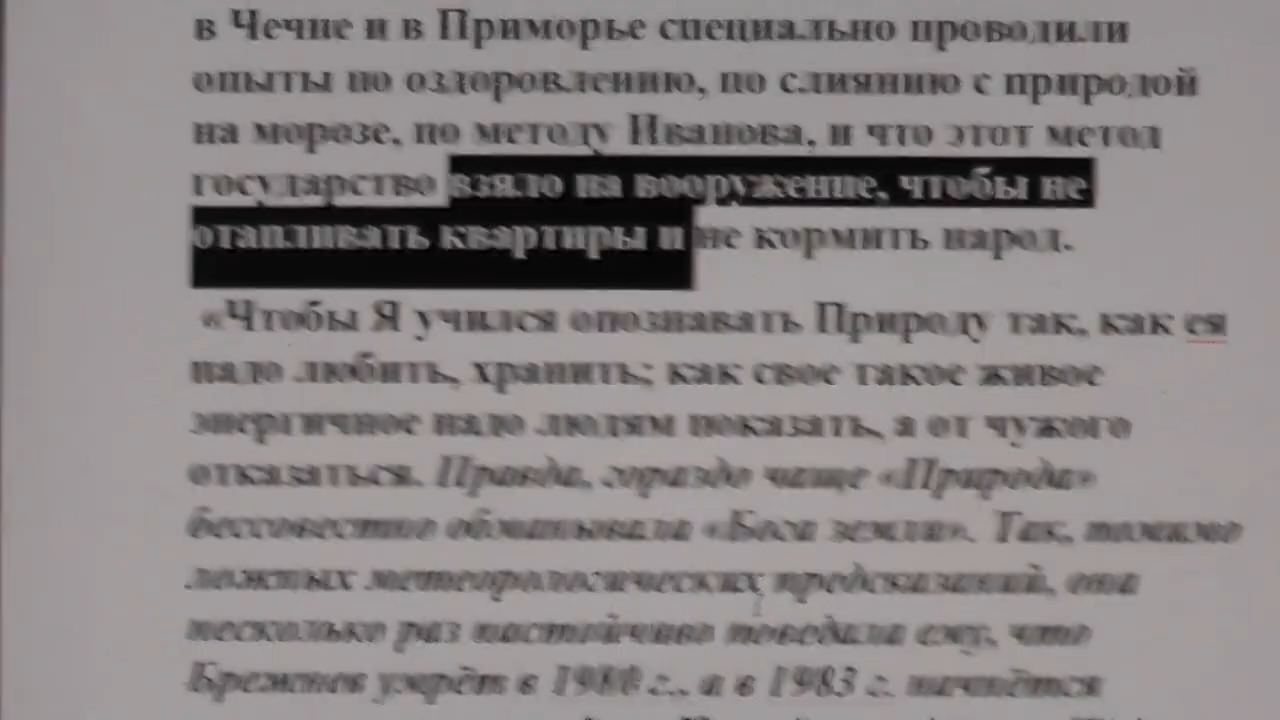 в Чечне и в Приморье специально проводили
опыты по оздоровлению, по слиянию с природой
на морозе, по методу Иванова, и что этот метод
государство взяло на вооружение, чтобы не
отапливать квартиры и не кормить народ.
«Чтобы Я учился опознавать Природу так, как ея
надо любить, хранить; как свое такое живое
энергичное надо людям показать, а от чужого
отказаться. Правда, гораздо чаще «Природа»
бессовестно обманывала «Бога земли». Так, помимо
ложных метеорологических предсказаний, она
несколько раз настойчиво поведала ему, что
Брежнев умрёт в г., а в 1983 г. начнётся